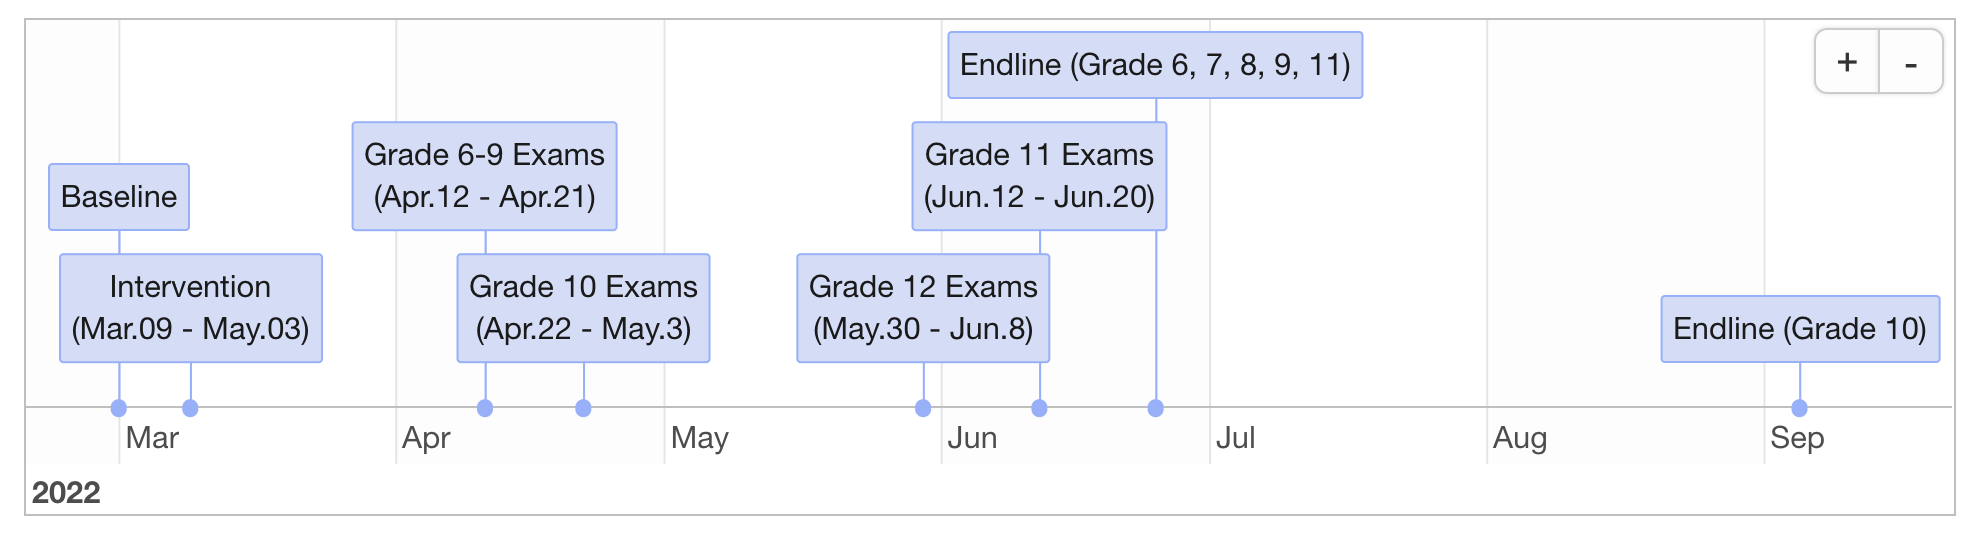 Endline (Grade 6, 7, 8, 9, 11)
+ -
Grade 6-9 Exams
(Apr.12 - Apr.21)
Grade 11 Exams
(Jun.12 - Jun.20)
Baseline
Intervention
(Mar.09 - May.03)
Grade 10 Exams
(Apr.22 - May.3)
Grade 12 Exams
(May.30 - Jun.8)
Endline (Grade 10)
Mar Apr May Jun Jul Aug Sep
2022